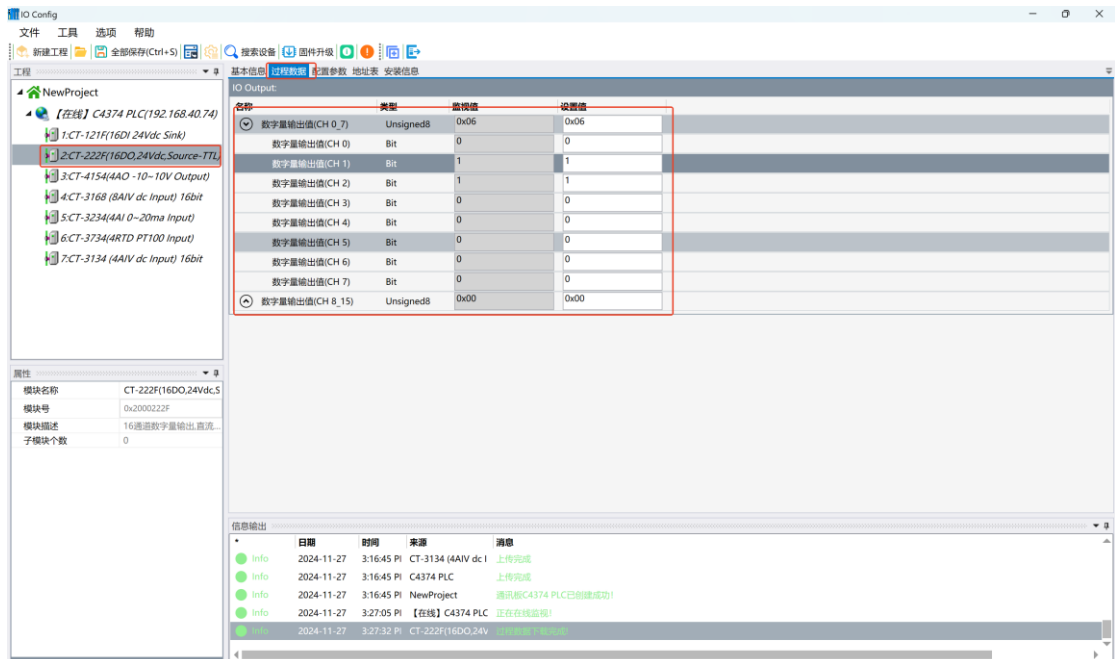 IO Config
文件 工具 选项 帮助
新建工程 全部保存(Ctrl+S) 搜索设备 固件升级
工程
NewProject
【在线】C4374 PLC(192.168.40.74)
1:CT-121F(16DI 24Vdc Sink)
2:CT-222F(16DO,24Vdc,Source-TTL)
3:CT-4154(4AO -10~10V Output)
4:CT-3168 (8AIV dc Input) 16bit
5:CT-3234(4AI 0~20ma Input)
6:CT-3734(4RTD PT100 Input)
7:CT-3134 (4AIV dc Input) 16bit
属性
模块名称 CT-222F(16DO,24Vdc,S
模块号 0x2000222F
模块描述 16通道数字量输出,直流...
子模块个数 0
基本信息 过程数据 配置参数 地址表 安装信息
IO Output:
名称 类型 监视值 设置值
数字量输出值(CH 0_7) Unsigned8 0x06 0x06
数字量输出值(CH 0) Bit 0 0
数字量输出值(CH 1) Bit 1 1
数字量输出值(CH 2) Bit 1 1
数字量输出值(CH 3) Bit 0 0
数字量输出值(CH 4) Bit 0 0
数字量输出值(CH 5) Bit 0 0
数字量输出值(CH 6) Bit 0 0
数字量输出值(CH 7) Bit 0 0
数字量输出值(CH 8_15) Unsigned8 0x00 0x00
信息输出
* 日期 时间 来源 消息
Info 2024-11-27 3:16:45 PI CT-3134 (4AIV dc I 上传完成
Info 2024-11-27 3:16:45 PI C4374 PLC 上传完成
Info 2024-11-27 3:16:45 PI NewProject 通讯板C4374 PLC已创建成功!
Info 2024-11-27 3:27:05 PI 【在线】C4374 PLC 正在在线监视!
Info 2024-11-27 3:27:32 PI CT-222F(16DO,24V 过程数据下载完成!